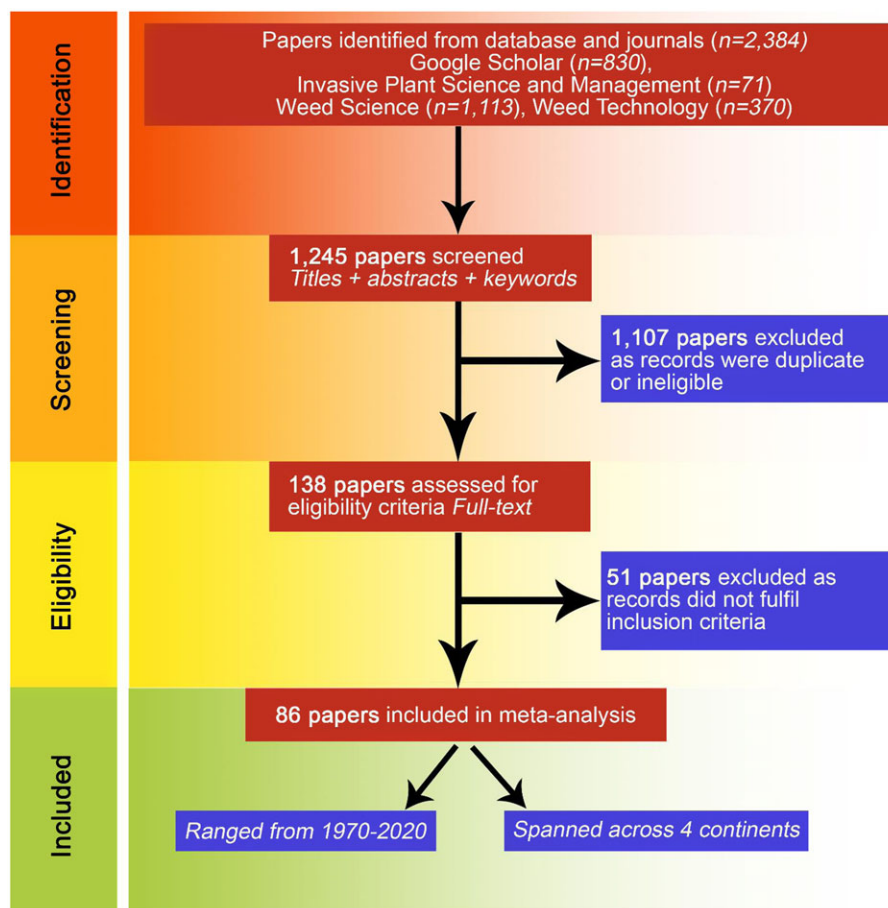 Identification
Papers identified from database and journals (n=2,384)
Google Scholar (n=830),
Invasive Plant Science and Management (n=71)
Weed Science (n=1,113), Weed Technology (n=370)
Screening
1,245 papers screened
Titles + abstracts + keywords
1,107 papers excluded
as records were duplicate
or ineligible
Eligibility
138 papers assessed for
eligibility criteria Full-text
51 papers excluded as
records did not fulfil
inclusion criteria
Included
86 papers included in meta-analysis
Ranged from 1970-2020
Spanned across 4 continents